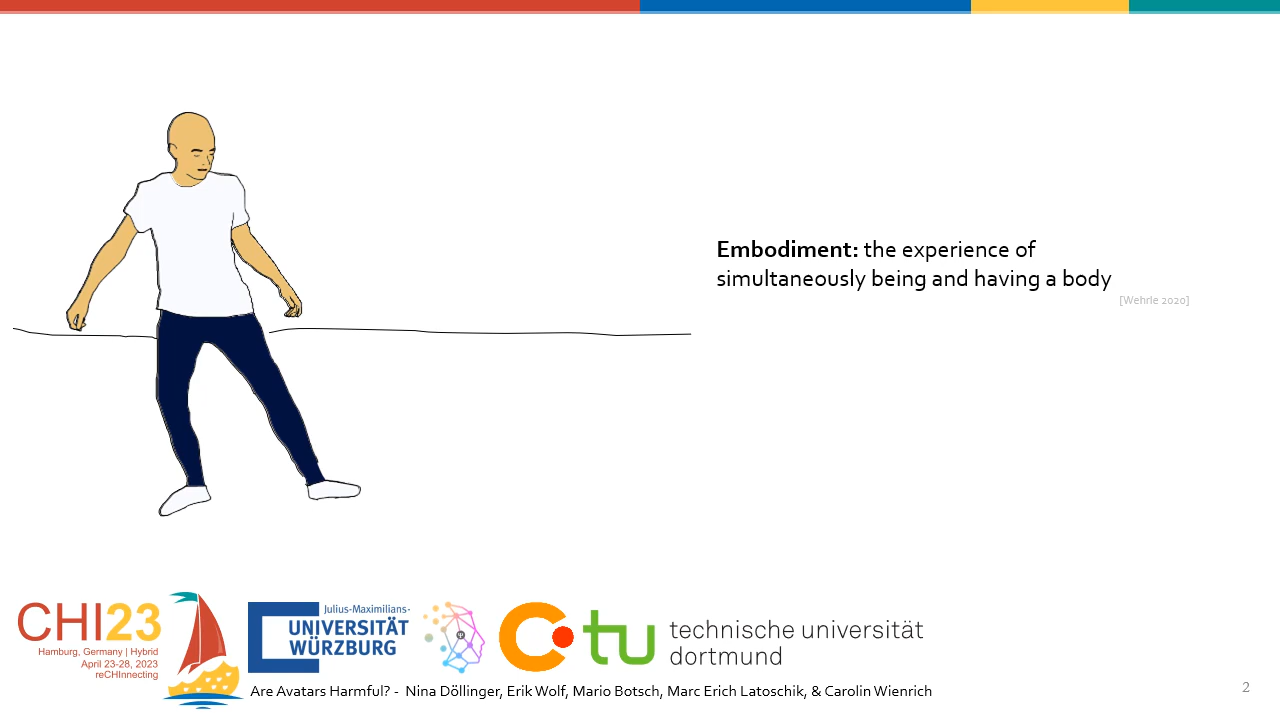 Embodiment: the experience of
simultaneously being and having a body
[Wehrle 2020]
CHI23
Hamburg, Germany | Hybrid
April 23-28, 2023
reCHInnecting
Julius-Maximilians-
UNIVERSITÄT
WÜRZBURG
tu
technische universität
dortmund
Are Avatars Harmful? - Nina Döllinger, Erik Wolf, Mario Botsch, Marc Erich Latoschik, & Carolin Wienrich
2